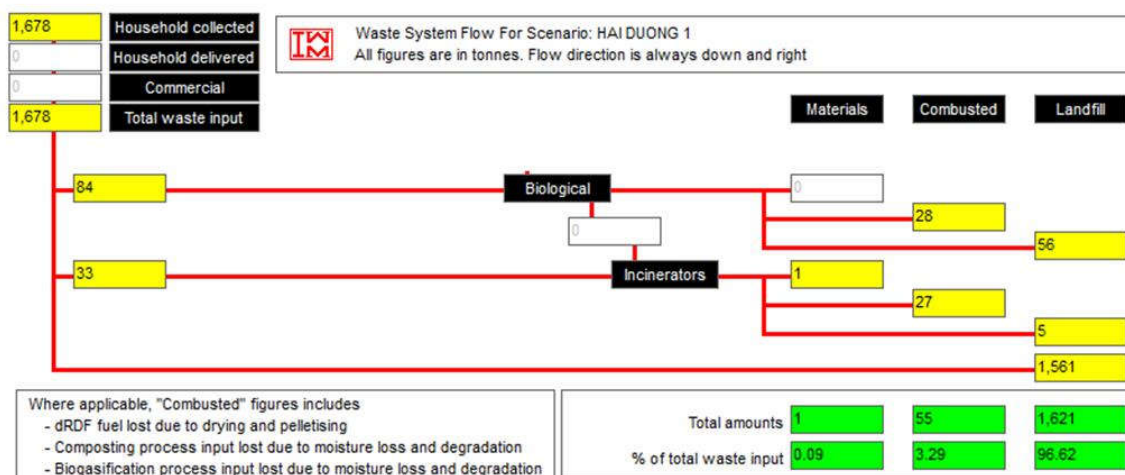 1,678 Household collected
0 Household delivered
0 Commercial
1,678 Total waste input
IWM
Waste System Flow For Scenario: HAI DUONG 1
All figures are in tonnes. Flow direction is always down and right
Materials Combusted Landfill
84 Biological 0
28
0
56
33 Incinerators 1
27
5
1,561
Where applicable, "Combusted" figures includes
- dRDF fuel lost due to drying and pelletising
- Composting process input lost due to moisture loss and degradation
- Biogasification process input lost due to moisture loss and degradation
Total amounts 1 55 1,621
% of total waste input 0.09 3.29 96.62